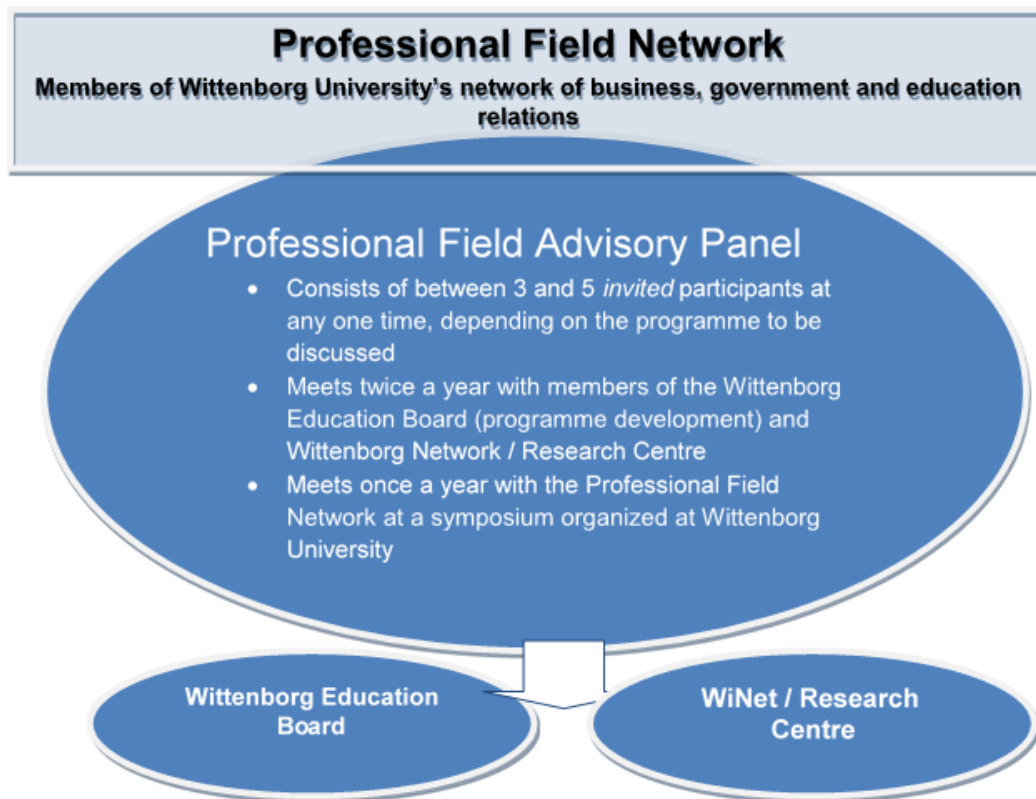 Professional Field Network
Members of Wittenborg University's network of business, government and education
relations
Professional Field Advisory Panel
• Consists of between 3 and 5 invited participants at
any one time, depending on the programme to be
discussed
• Meets twice a year with members of the Wittenborg
Education Board (programme development) and
Wittenborg Network / Research Centre
• Meets once a year with the Professional Field
Network at a symposium organized at Wittenborg
University
Wittenborg Education
Board
WiNet / Research
Centre